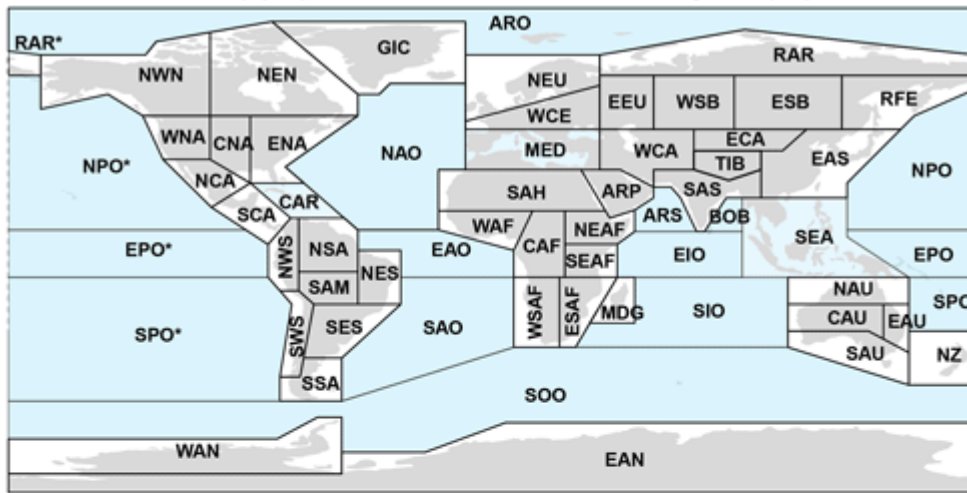 ARO
RAR*
GIC
RAR
NWN
NEN
NEU
EEU
WSB
ESB
RFE
WCE
WNA
CNA
ENA
NAO
MED
WCA
ECA
EAS
TIB
NPO*
NCA
CAR
SAH
ARP
SAS
NPO
SCA
ARS
BOB
WAF
NEAF
SEA
EPO*
NWS
NSA
EAO
CAF
SEAF
EIO
EPO
NES
SAM
NAU
SPO
WSAF
ESAF
MDG
SIO
CAU
EAU
SPO*
SWS
SES
SAO
SAU
NZ
SSA
SOO
WAN
EAN